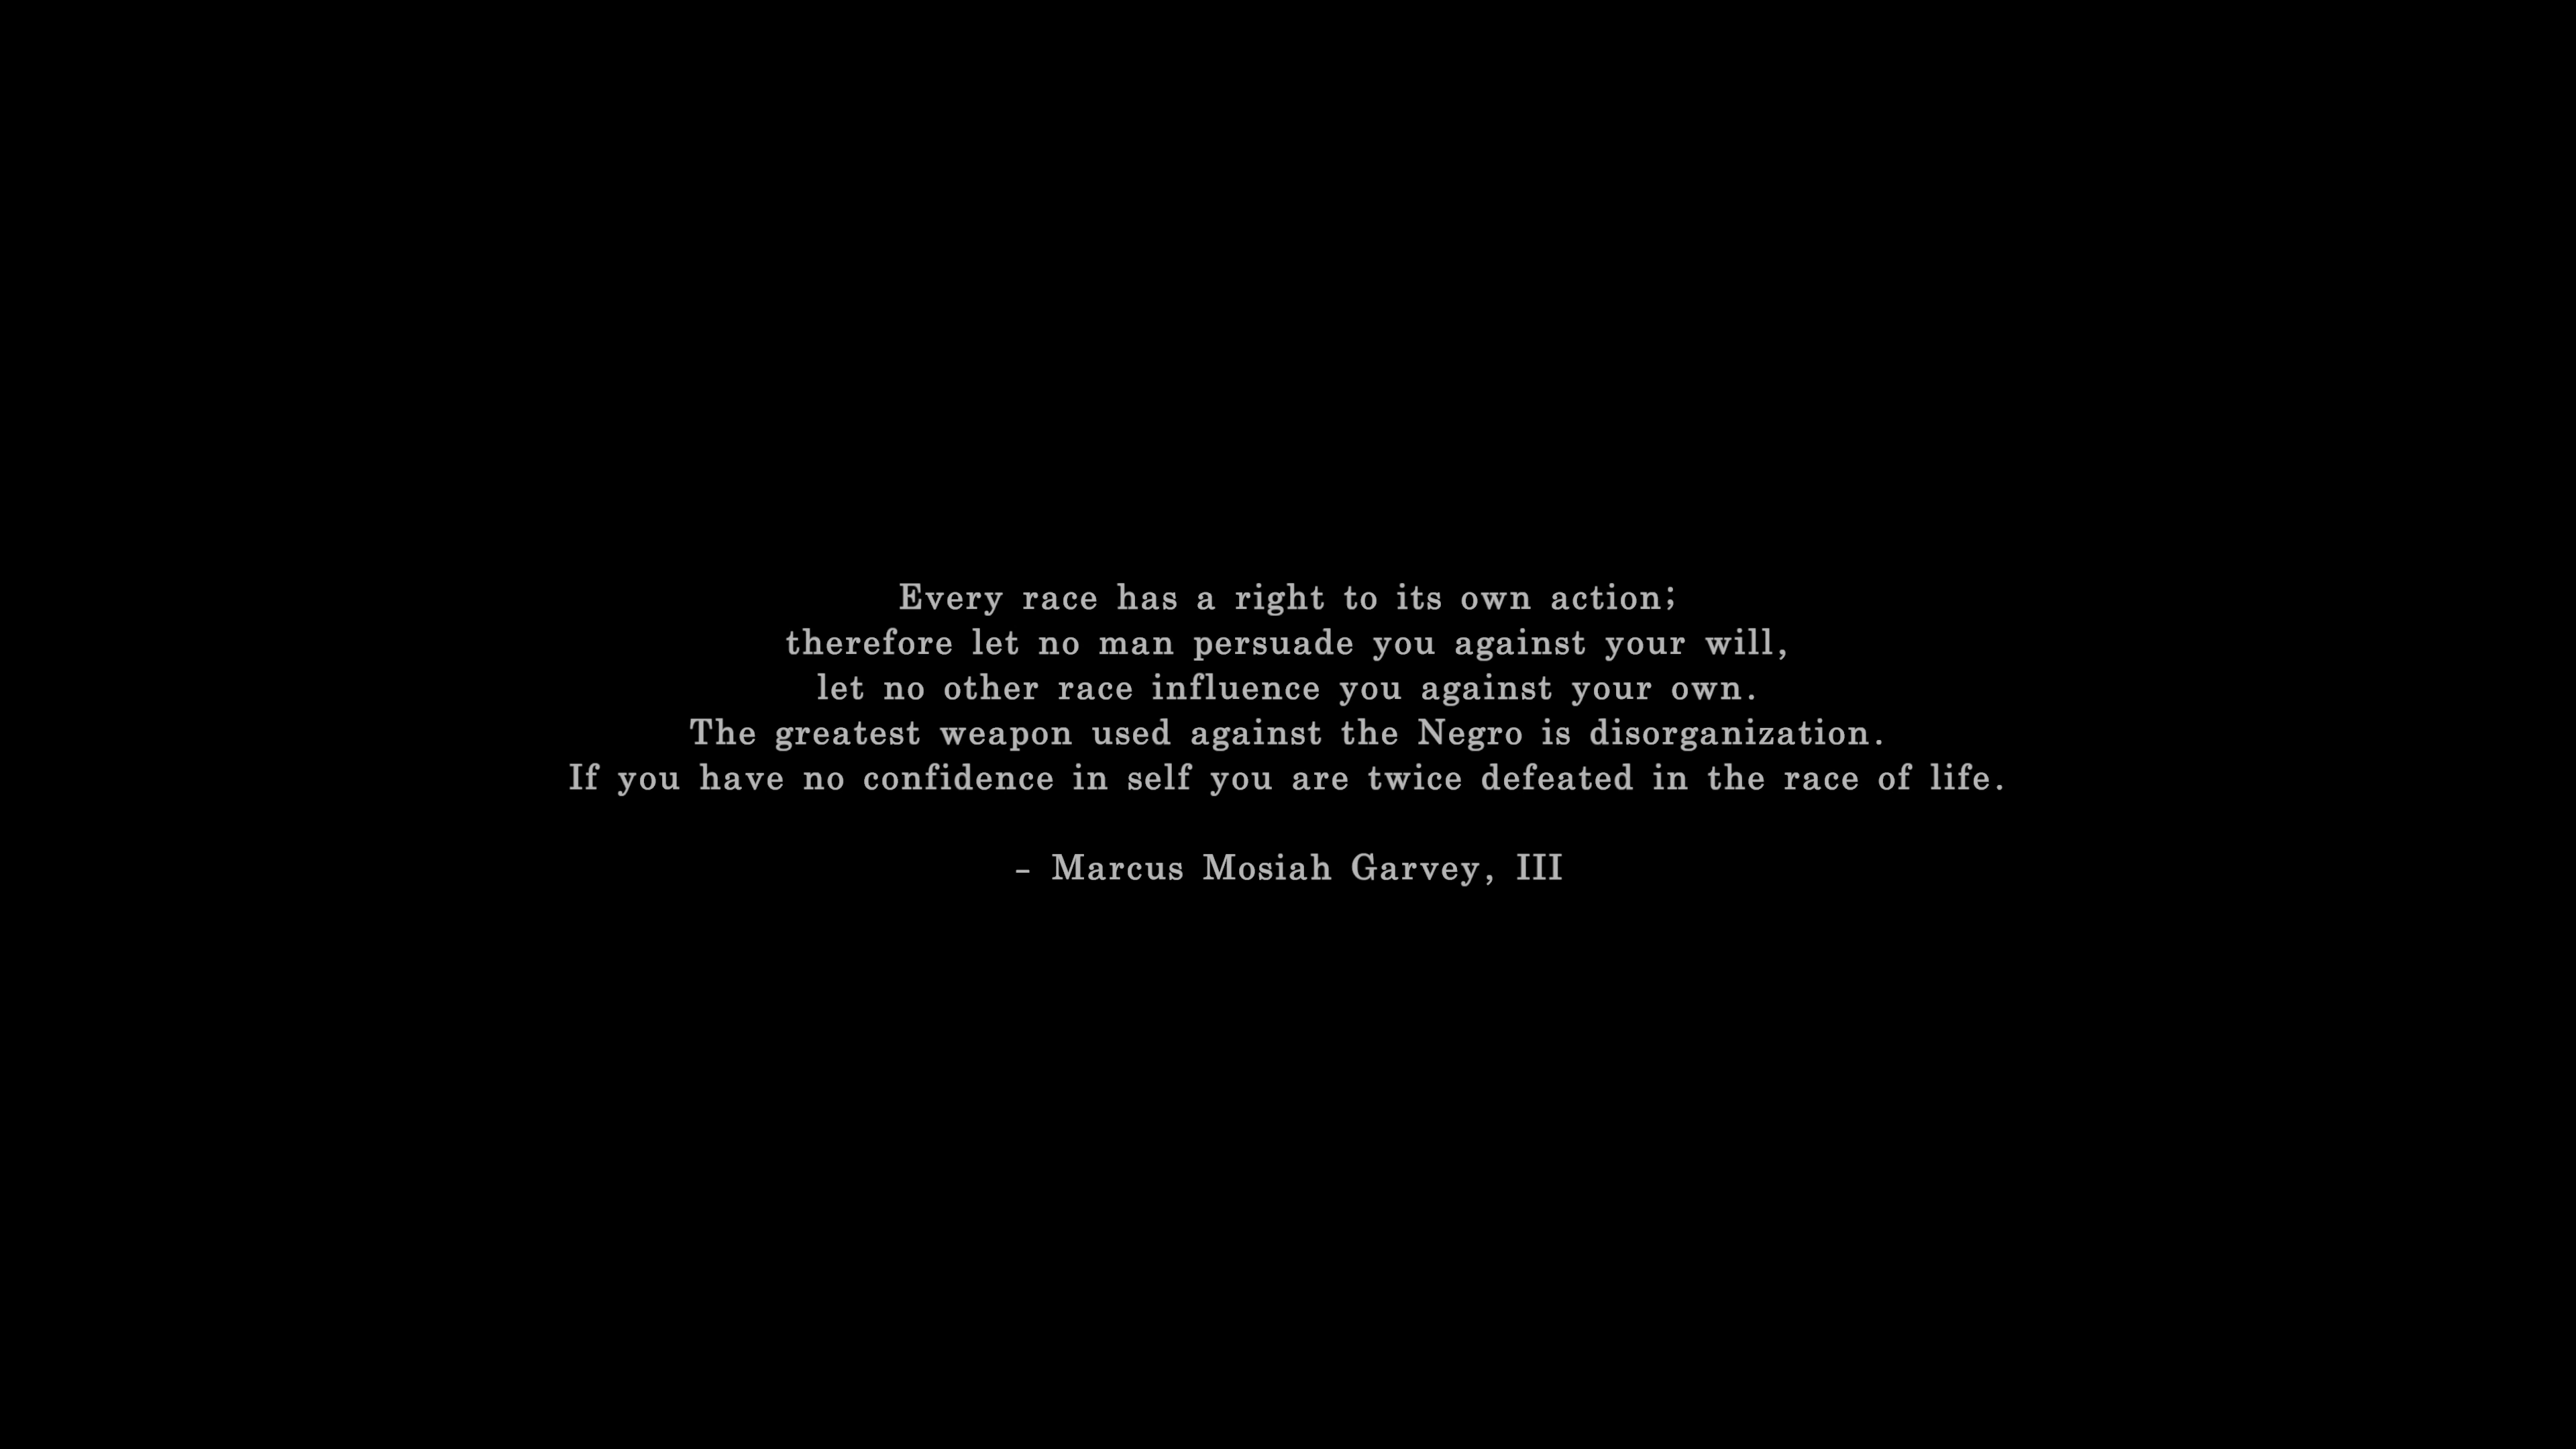 Every race has a right to its own action;
therefore let no man persuade you against your will,
let no other race influence you against your own.
The greatest weapon used against the Negro is disorganization.
If you have no confidence in self you are twice defeated in the race of life.
- Marcus Mosiah Garvey, III